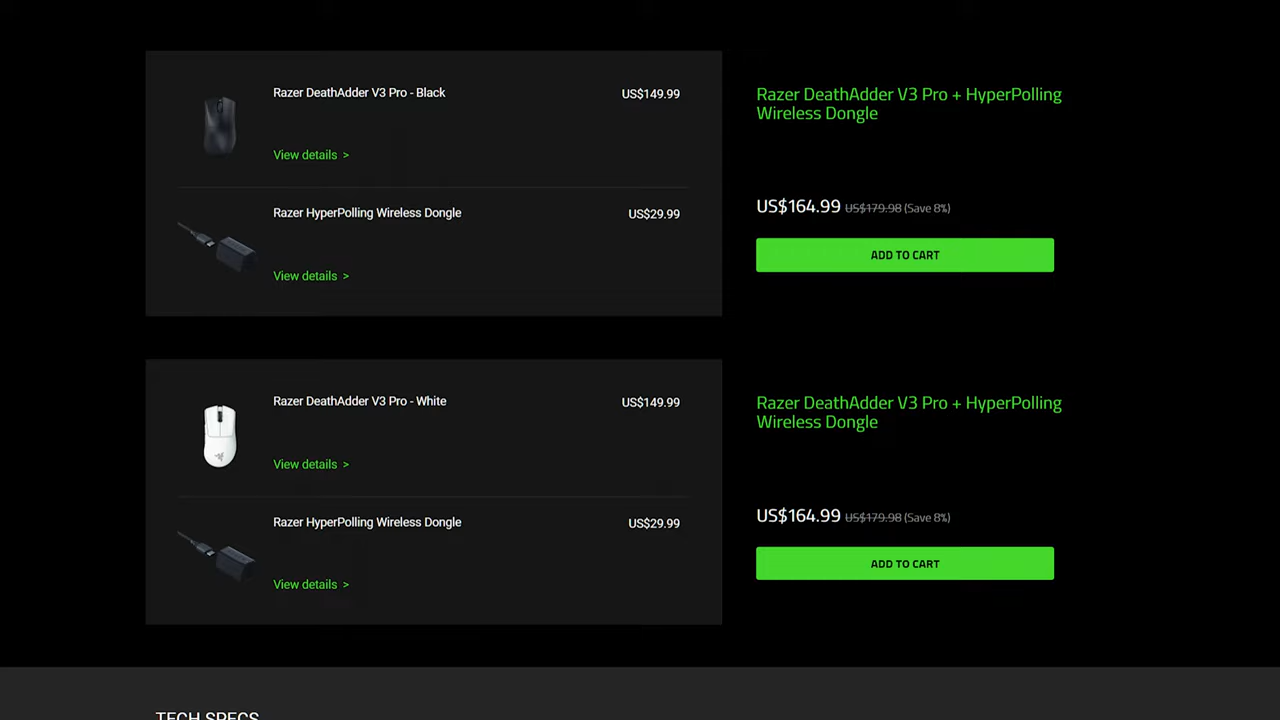 Razer DeathAdder V3 Pro - Black
US$149.99
View details >
Razer HyperPolling Wireless Dongle
US$29.99
View details >
Razer DeathAdder V3 Pro + HyperPolling
Wireless Dongle
US$164.99 US$179.98 (Save 8%)
ADD TO CART
Razer DeathAdder V3 Pro - White
US$149.99
View details >
Razer HyperPolling Wireless Dongle
US$29.99
View details >
Razer DeathAdder V3 Pro + HyperPolling
Wireless Dongle
US$164.99 US$179.98 (Save 8%)
ADD TO CART
TECH SPECS